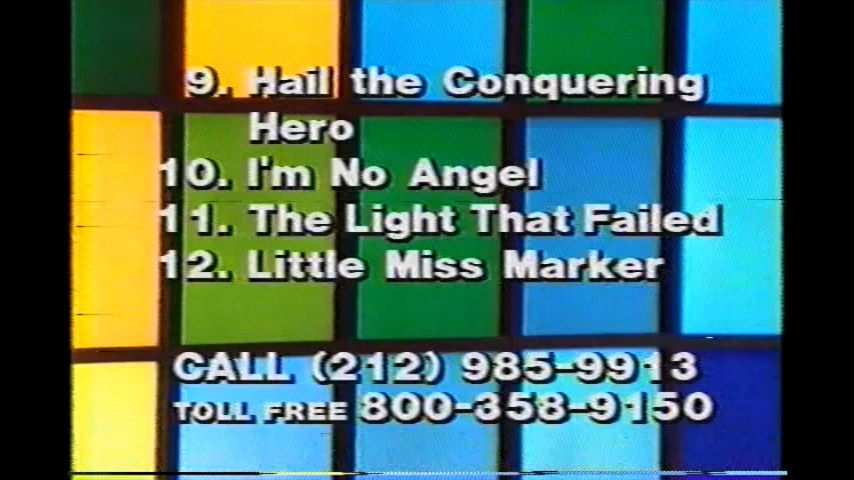 9. Hail the Conquering
Hero
10. I'm No Angel
11. The Light That Failed
12. Little Miss Marker
CALL (212) 985-9913
TOLL FREE 800-358-9150